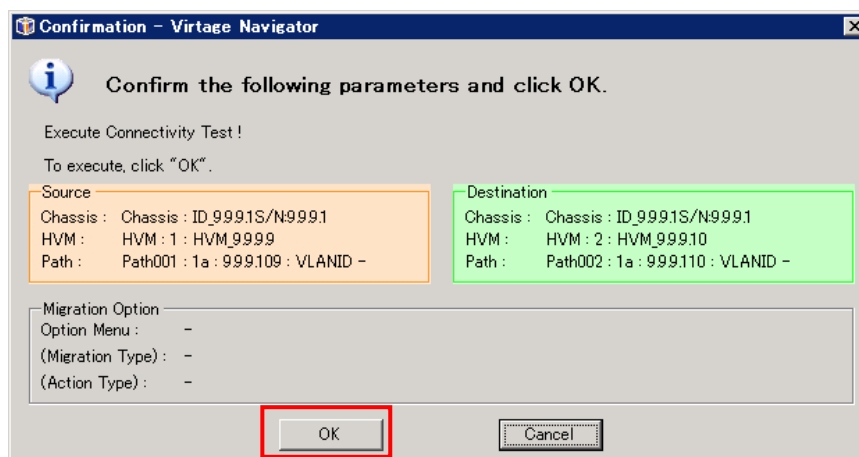 Confirmation - Virtage Navigator
Confirm the following parameters and click OK.
Execute Connectivity Test !
To execute, click "OK".
Source
Chassis : Chassis : ID_9.9.9.1S/N:9.9.9.1
HVM : HVM : 1 : HVM_9.9.9.9
Path : Path001 : 1a : 9.9.9.109 : VLANID -
Destination
Chassis : Chassis : ID_9.9.9.1S/N:9.9.9.1
HVM : HVM : 2 : HVM_9.9.9.10
Path : Path002 : 1a : 9.9.9.110 : VLANID -
Migration Option
Option Menu : -
(Migration Type) : -
(Action Type) : -
OK Cancel